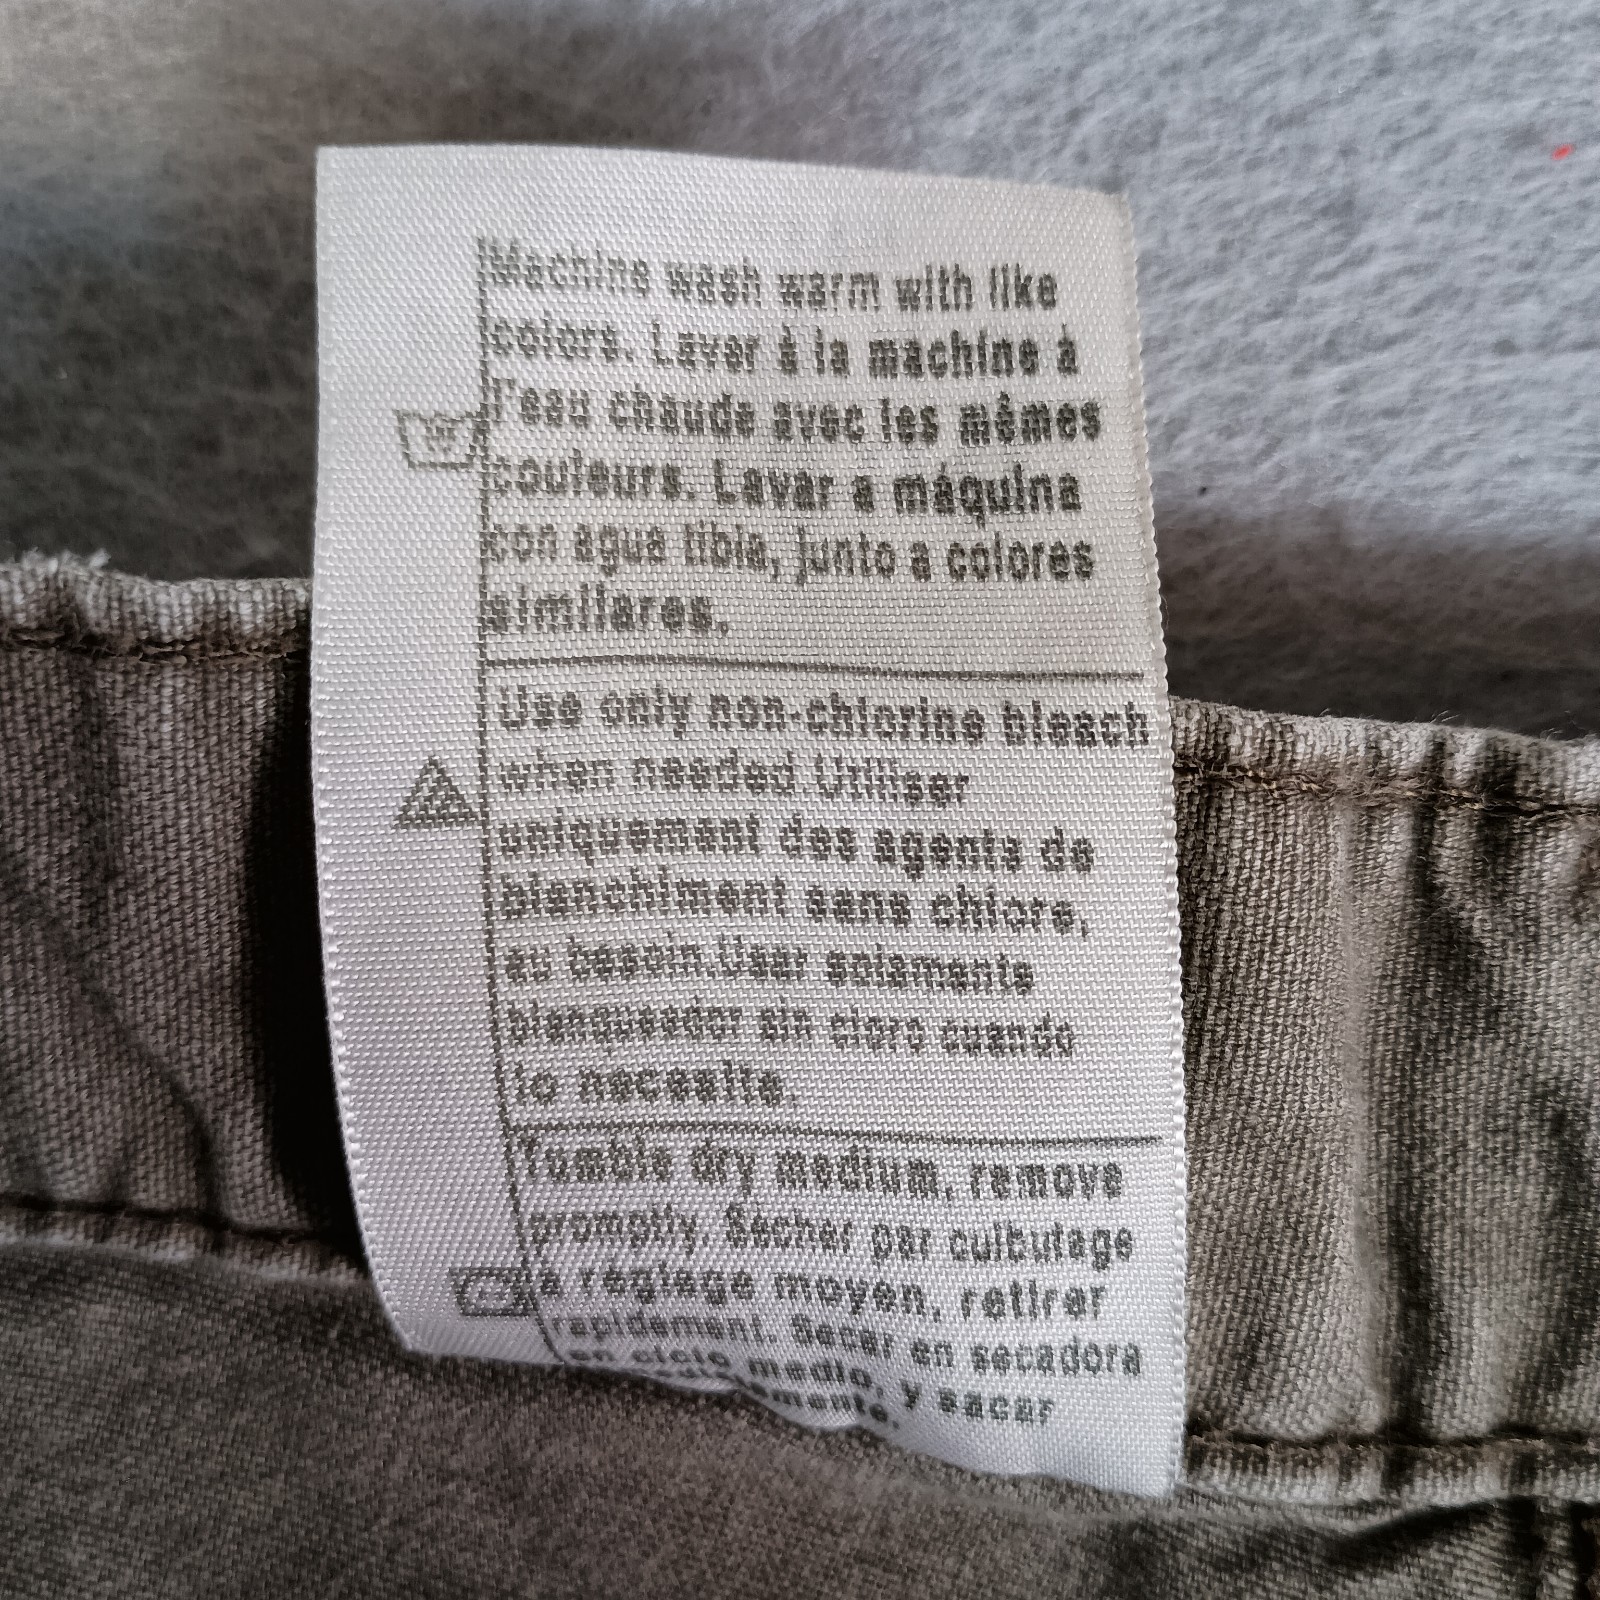 Machine wash warm with like
colors. Laver à la machine à
l'eau chaude avec les mêmes
couleurs. Lavar a máquina
con agua tibia, junto a colores
similares.
Use only non-chlorine bleach
when needed.Utiliser
uniquement des agents de
blanchiment sans chlore,
au besoin.Usar solamente
blanqueador sin cloro cuando
lo necesite.
Tumble dry medium, remove
promptly. Sécher par culbutage
à réglage moyen, retirer
rapidement. Secar en secadora
en ciclo medio, y sacar